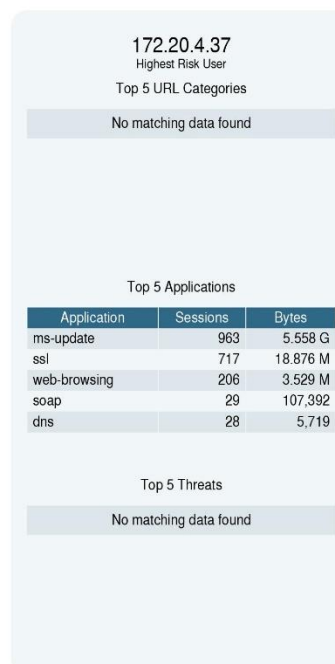 172.20.4.37
Highest Risk User
Top 5 URL Categories
No matching data found
Top 5 Applications
Application Sessions Bytes
ms-update 963 5.558 G
ssl 717 18.876 M
web-browsing 206 3.529 M
soap 29 107,392
dns 28 5,719
Top 5 Threats
No matching data found